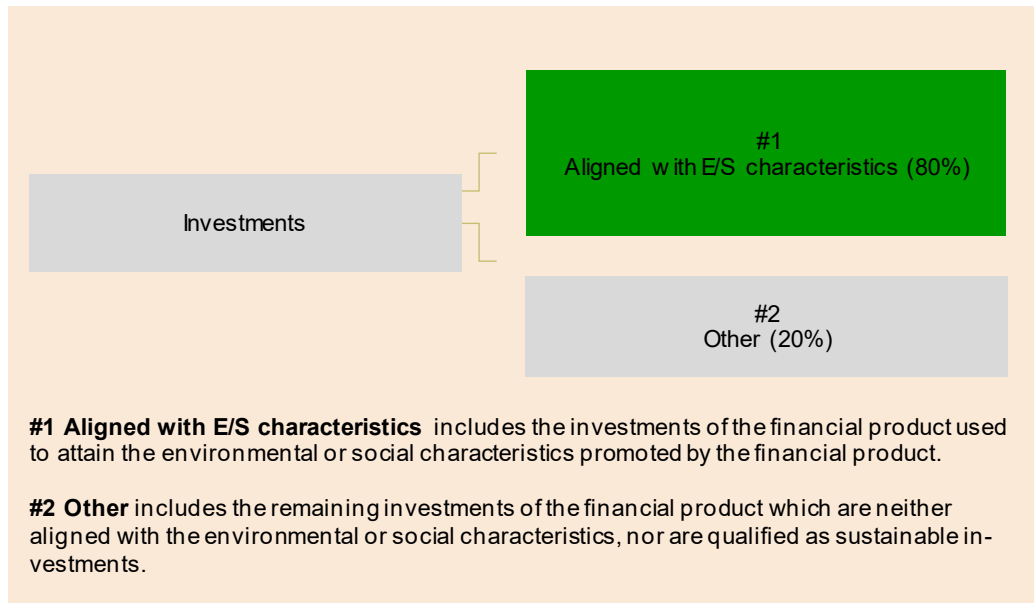 #1
Aligned with E/S characteristics (80%)
Investments
#2
Other (20%)
#1 Aligned with E/S characteristics includes the investments of the financial product used
to attain the environmental or social characteristics promoted by the financial product.
#2 Other includes the remaining investments of the financial product which are neither
aligned with the environmental or social characteristics, nor are qualified as sustainable in-
vestments.